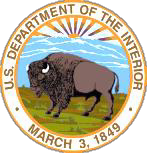 U.S. DEPARTMENT OF THE INTERIOR
MARCH 3, 1849